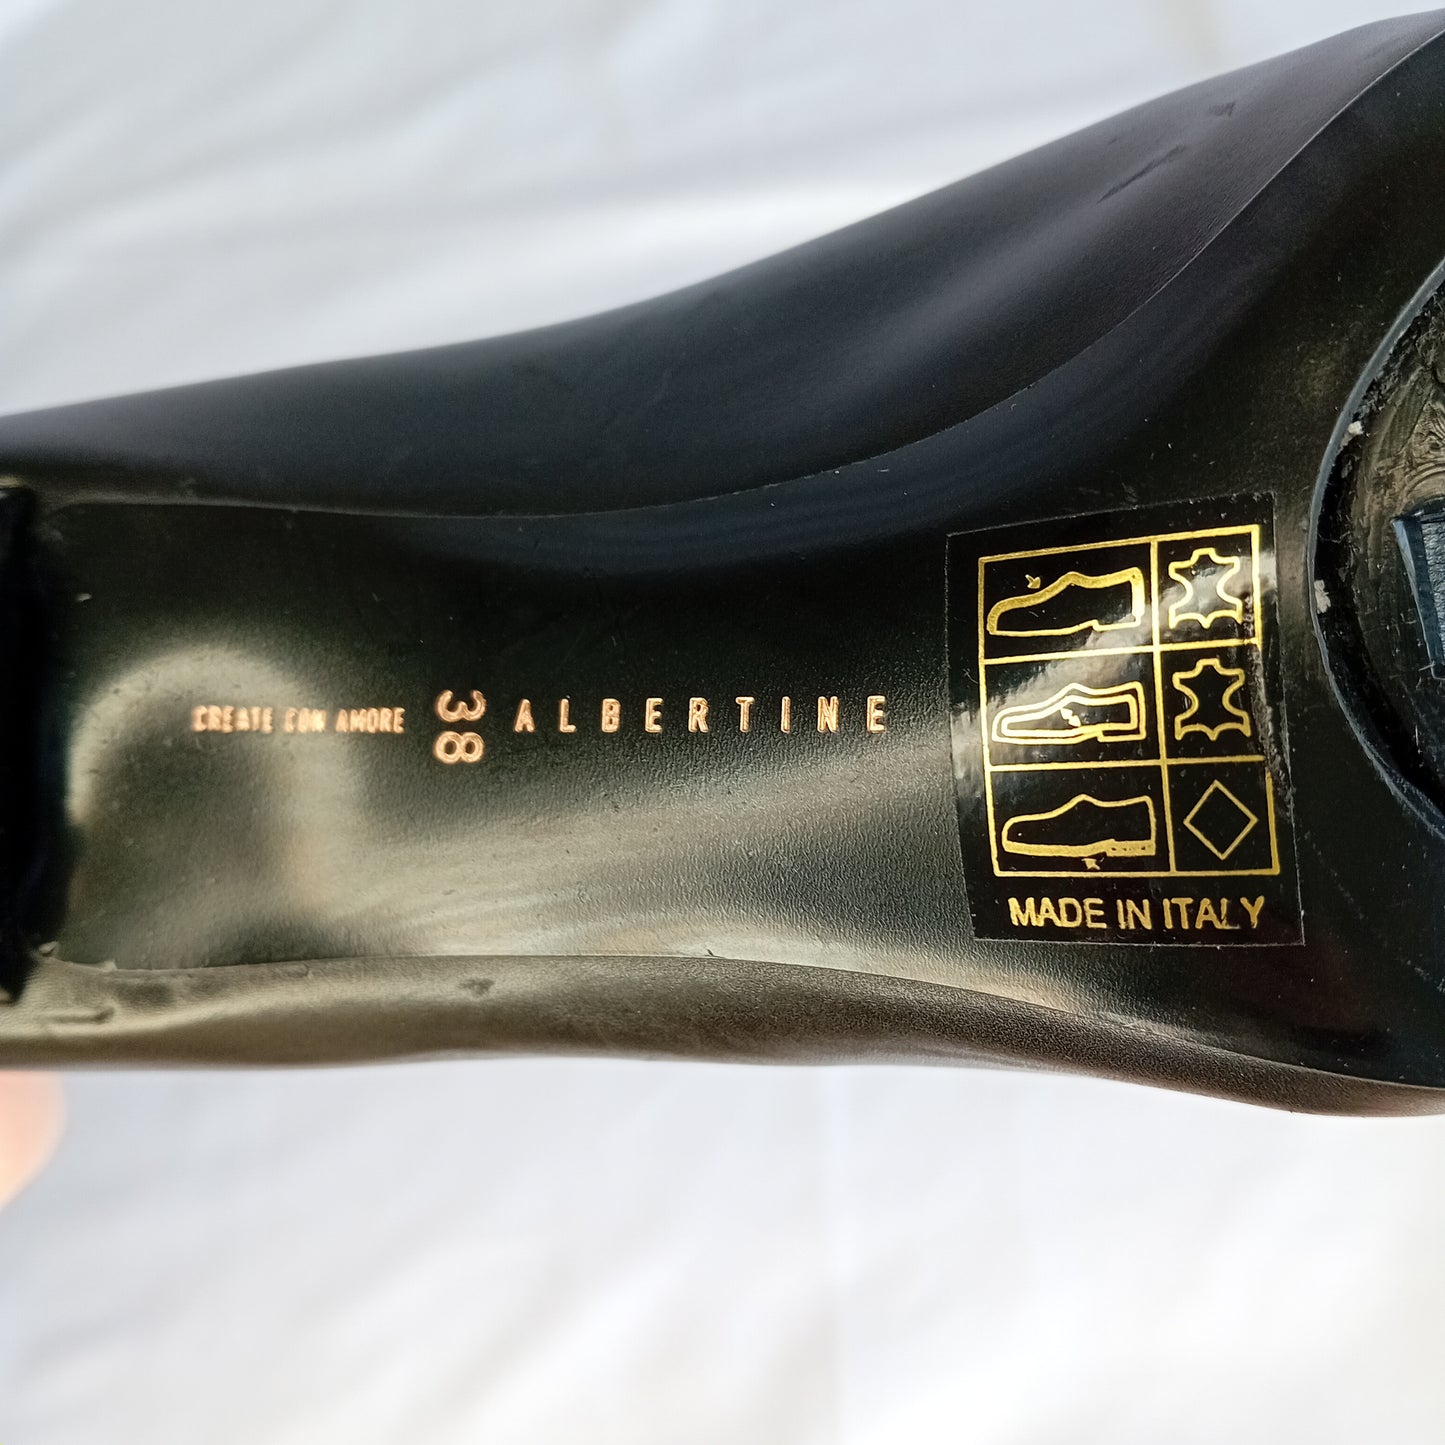 CREATE CON AMORE
38
ALBERTINE
MADE IN ITALY